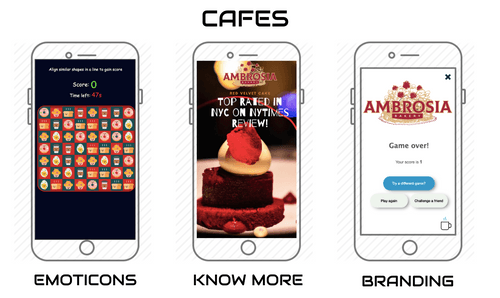 CAFES
Align similar shapes in a line to gain score
Score: 0
Time left: 47s
AMBROSIA
BAKERY
RED VELVET CAKE
TOP RATED IN
NYC ON NYTIMES
REVIEW!
AMBROSIA
BAKERY
Game over!
Your score is 1
Try a different game?
Play again
Challenge a friend
EMOTICONS
KNOW MORE
BRANDING